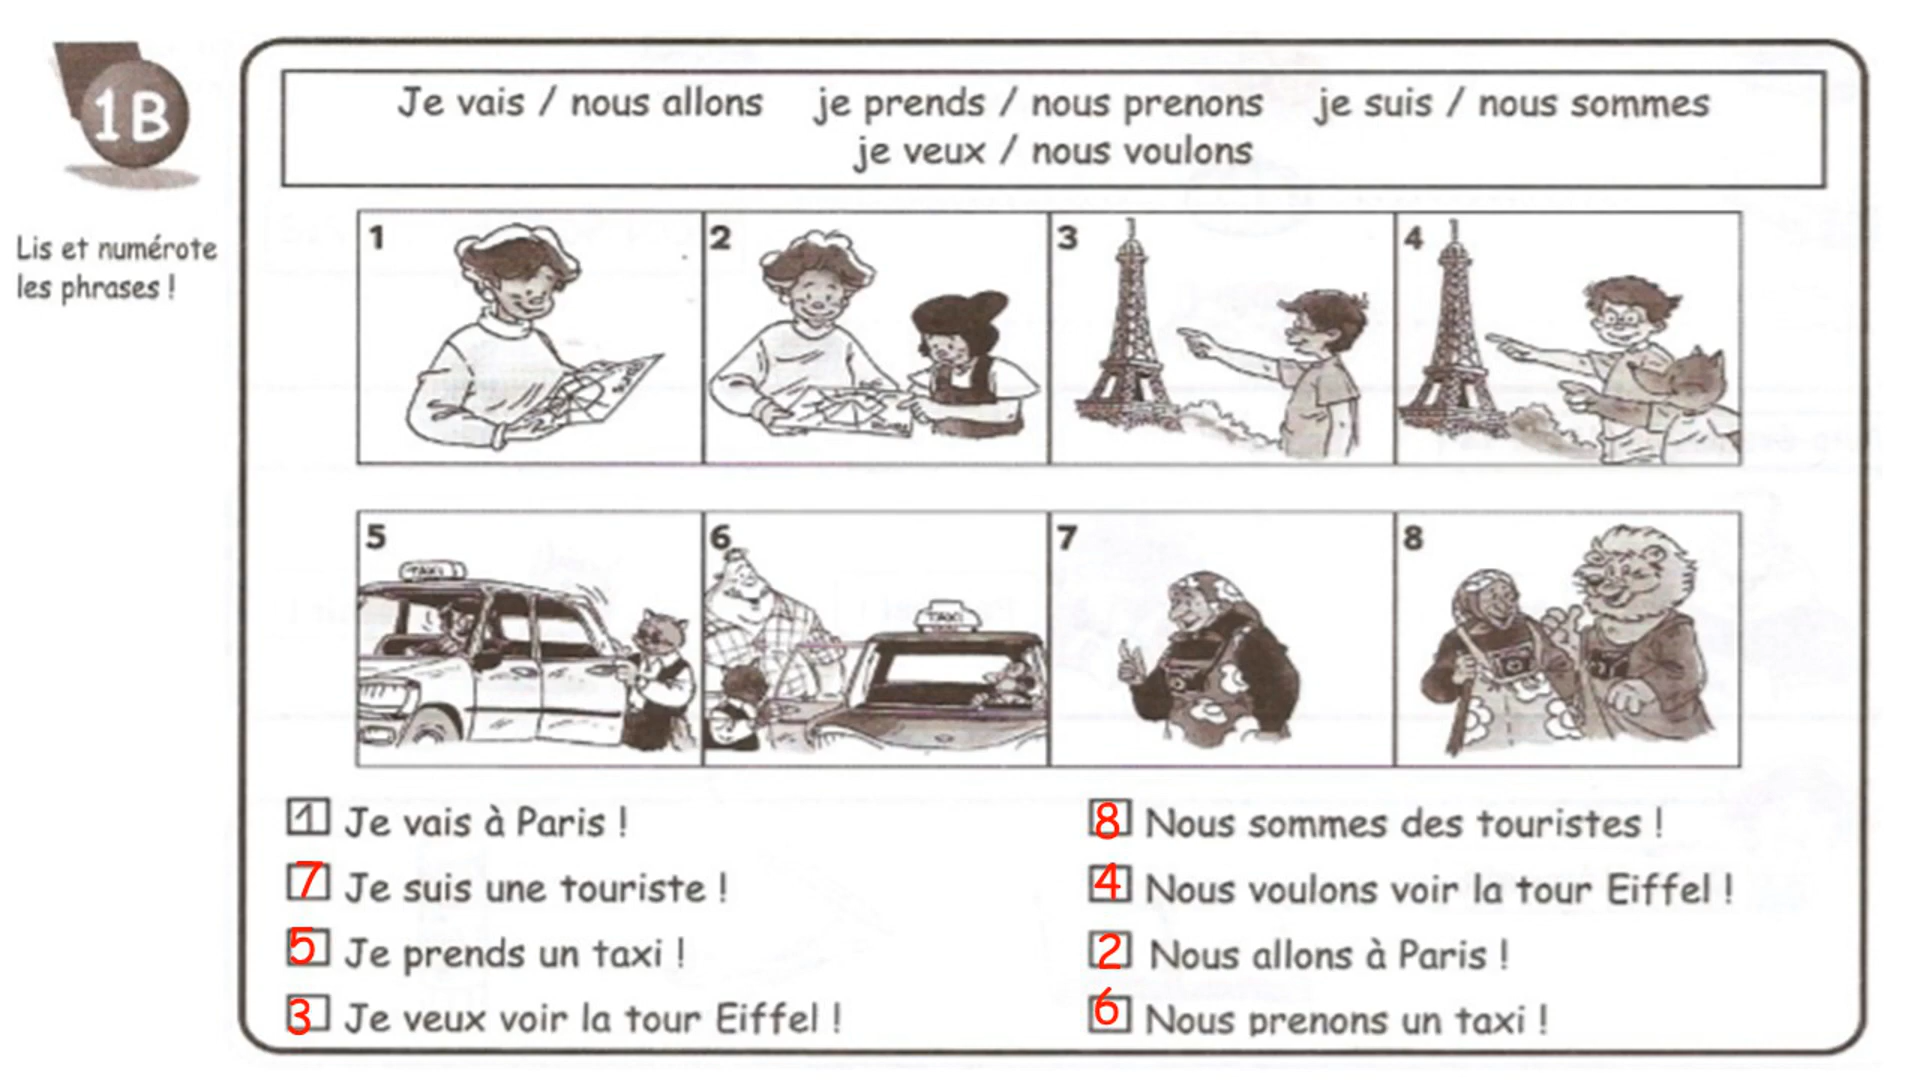 1B
Lis et numérote
les phrases !
Je vais / nous allons je prends / nous prenons je suis / nous sommes
je veux / nous voulons
1 2 3 4
5 6 7 8
TAXI TAXI
1 Je vais à Paris !
7 Je suis une touriste !
5 Je prends un taxi !
3 Je veux voir la tour Eiffel !
8 Nous sommes des touristes !
4 Nous voulons voir la tour Eiffel !
2 Nous allons à Paris !
6 Nous prenons un taxi !